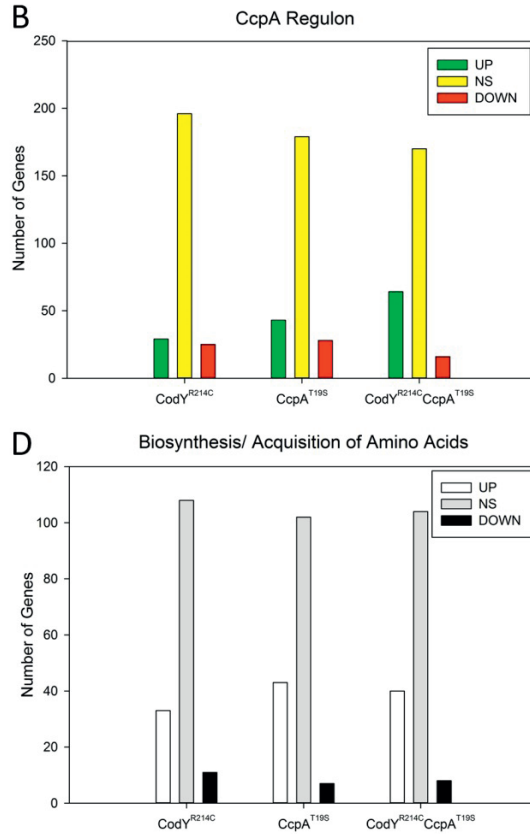 B
CcpA Regulon
250
200
150
100
50
0
Number of Genes
UP
NS
DOWN
CodY^R214C
CcpA^T19S
CodY^R214C CcpA^T19S
D
Biosynthesis/ Acquisition of Amino Acids
120
100
80
60
40
20
0
Number of Genes
UP
NS
DOWN
CodY^R214C
CcpA^T19S
CodY^R214C CcpA^T19S